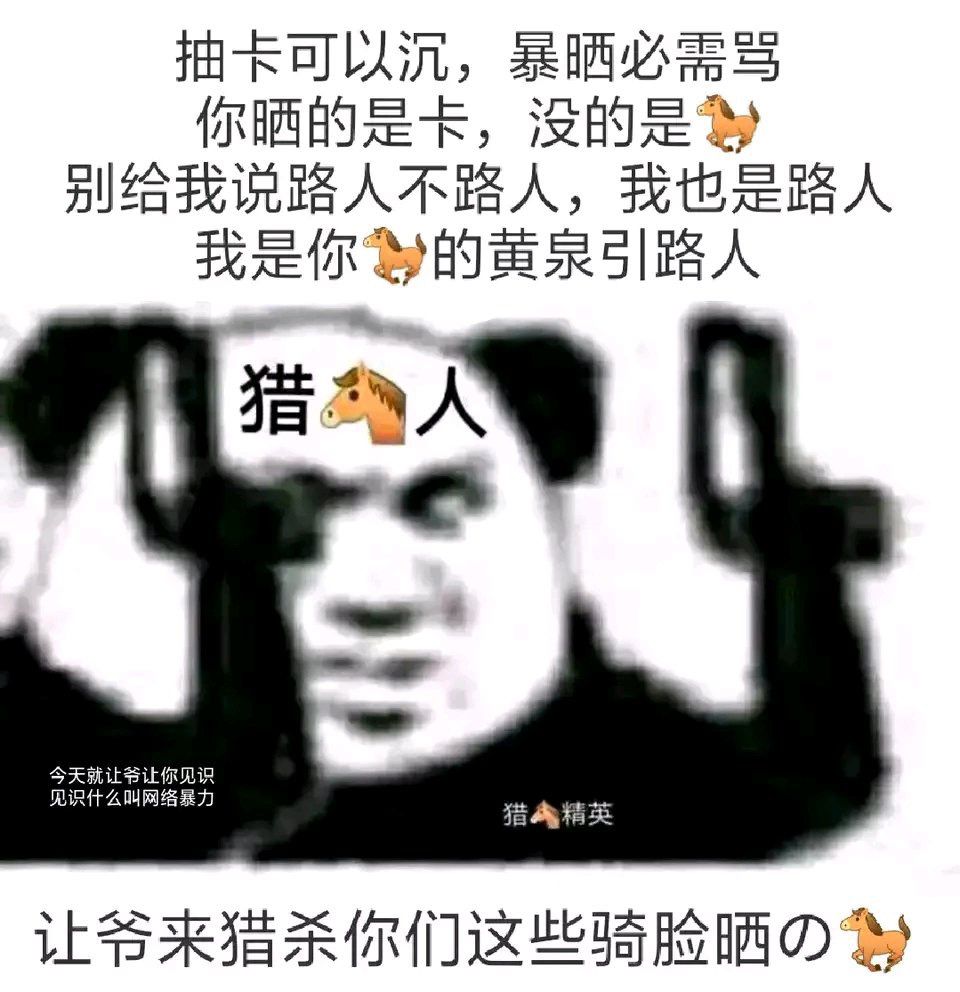 抽卡可以沉，暴晒必需骂
你晒的是卡，没的是🐎
别给我说路人不路人，我也是路人
我是你🐎的黄泉引路人
猎🐴人
今天就让爷让你见识
见识什么叫网络暴力
猎🐴精英
让爷来猎杀你们这些骑脸晒の🐎